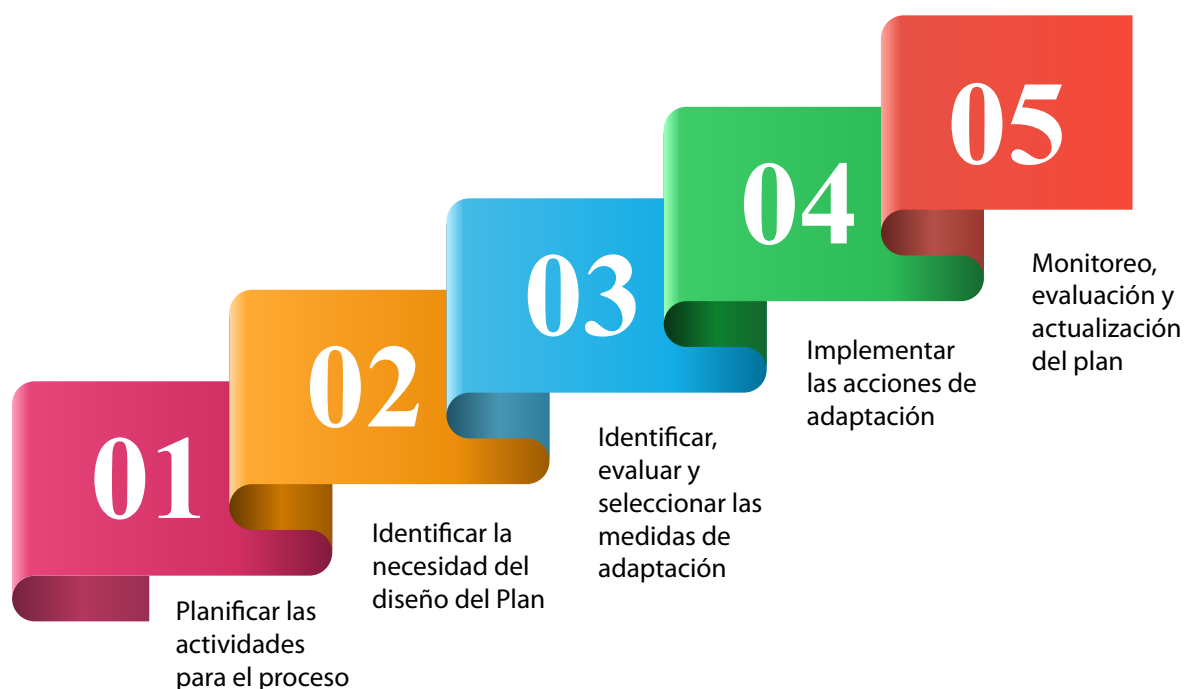 01
Planificar las
actividades
para el proceso
02
Identificar la
necesidad del
diseño del Plan
03
Identificar,
evaluar y
seleccionar las
medidas de
adaptación
04
Implementar
las acciones de
adaptación
05
Monitoreo,
evaluación y
actualización
del plan